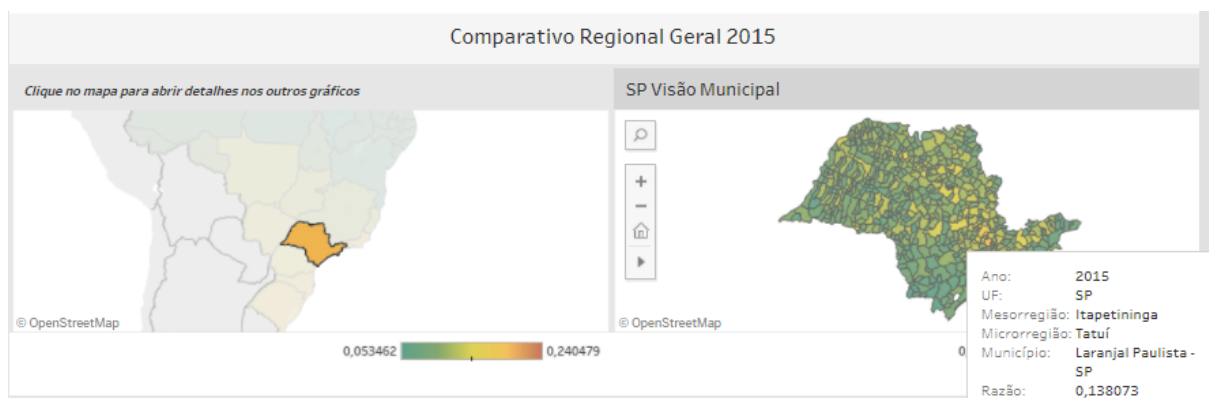 Comparativo Regional Geral 2015
Clique no mapa para abrir detalhes nos outros gráficos
SP Visão Municipal
© OpenStreetMap
© OpenStreetMap
0,053462
0,240479
0
Ano: 2015
UF: SP
Mesorregião: Itapetininga
Microrregião: Tatuí
Município: Laranjal Paulista -
SP
Razão: 0,138073